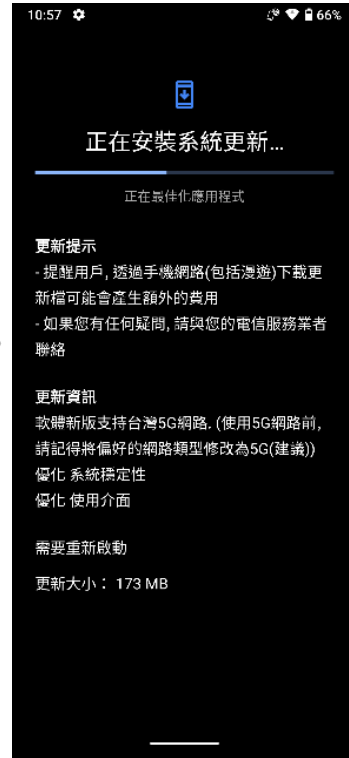 10:57 66%
正在安裝系統更新...
正在最佳化應用程式
更新提示
- 提醒用戶, 透過手機網路(包括漫遊)下載更
新檔可能會產生額外的費用
- 如果您有任何疑問, 請與您的電信服務業者
聯絡
更新資訊
軟體新版支持台灣5G網路. (使用5G網路前,
請記得將偏好的網路類型修改為5G(建議))
優化 系統穩定性
優化 使用介面
需要重新啟動
更新大小： 173 MB